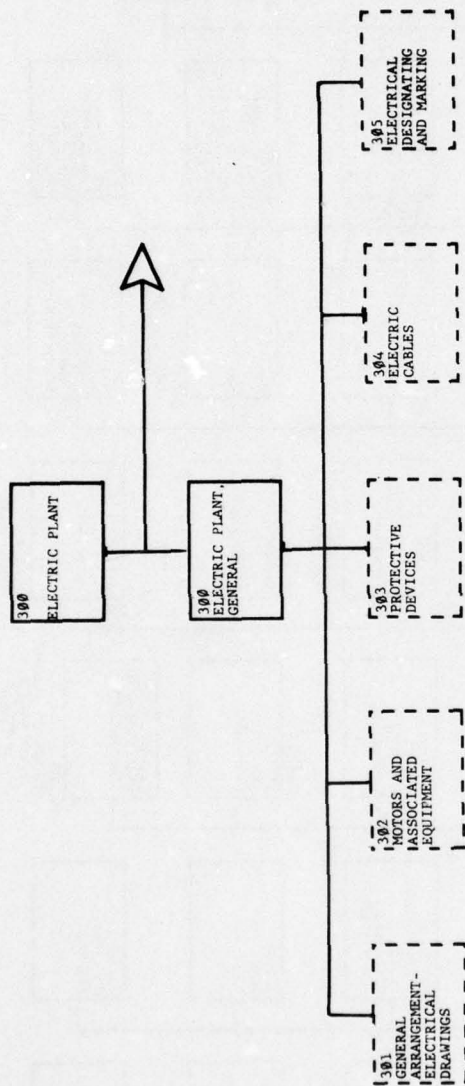 300
ELECTRIC PLANT
300
ELECTRIC PLANT,
GENERAL
301
GENERAL
ARRANGEMENT-
ELECTRICAL
DRAWINGS
302
MOTORS AND
ASSOCIATED
EQUIPMENT
303
PROTECTIVE
DEVICES
304
ELECTRIC
CABLES
305
ELECTRICAL
DESIGNATING
AND MARKING